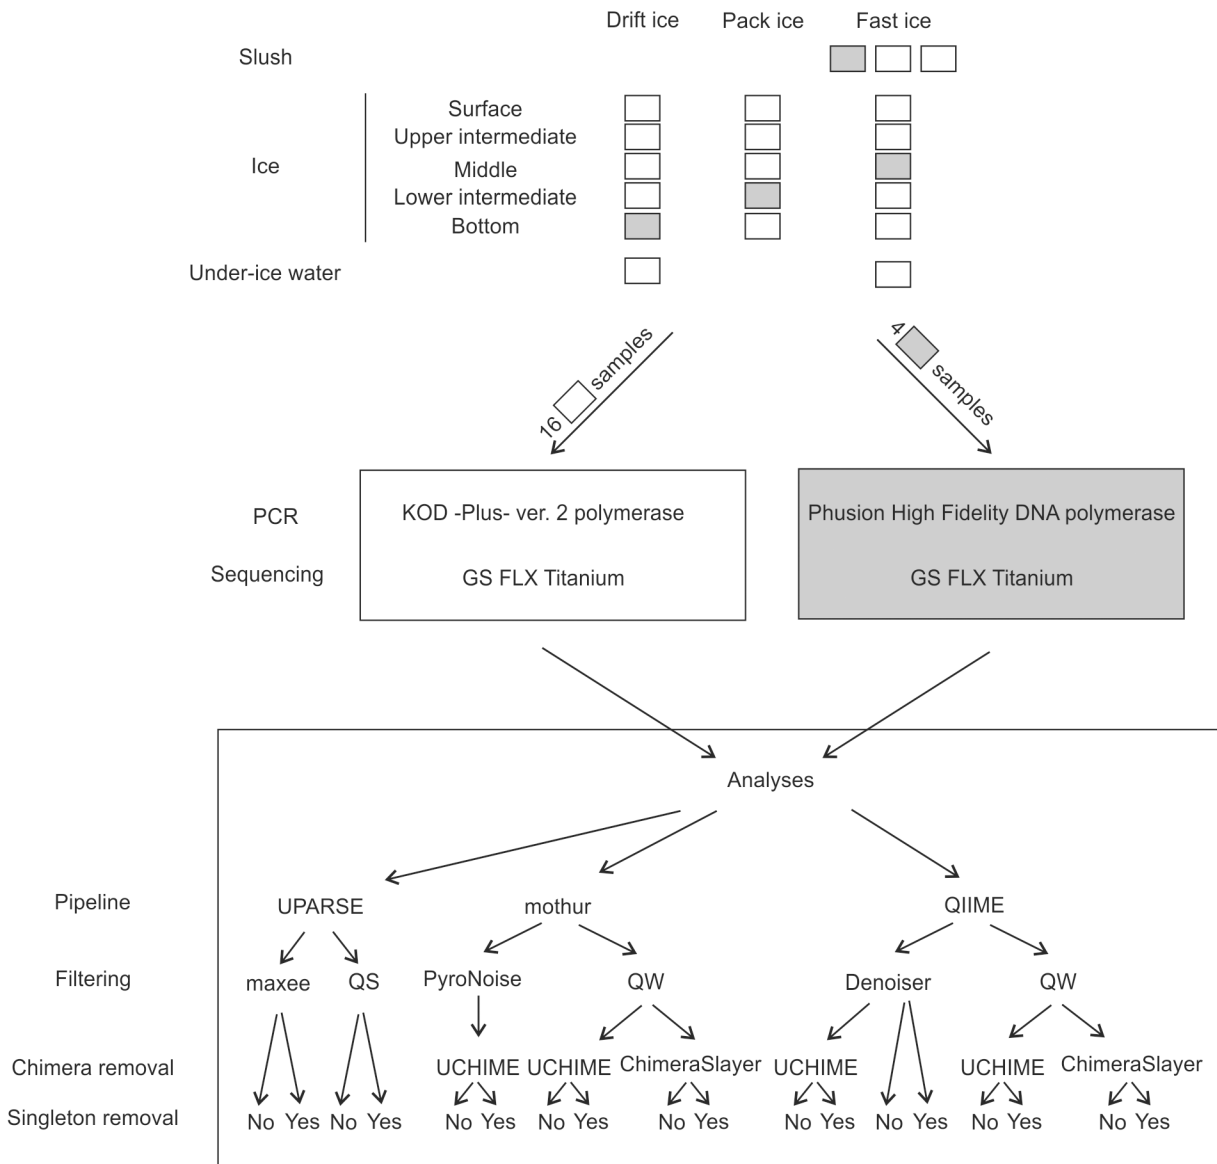 Drift ice Pack ice Fast ice
Slush
Surface
Upper intermediate
Ice Middle
Lower intermediate
Bottom
Under-ice water
16 samples
4 samples
PCR KOD -Plus- ver. 2 polymerase Phusion High Fidelity DNA polymerase
Sequencing GS FLX Titanium GS FLX Titanium
Analyses
Pipeline UPARSE mothur QIIME
Filtering maxee QS PyroNoise QW Denoiser QW
Chimera removal UCHIME UCHIME ChimeraSlayer UCHIME UCHIME ChimeraSlayer
Singleton removal No Yes No Yes No Yes No Yes No Yes No Yes No Yes No Yes No Yes